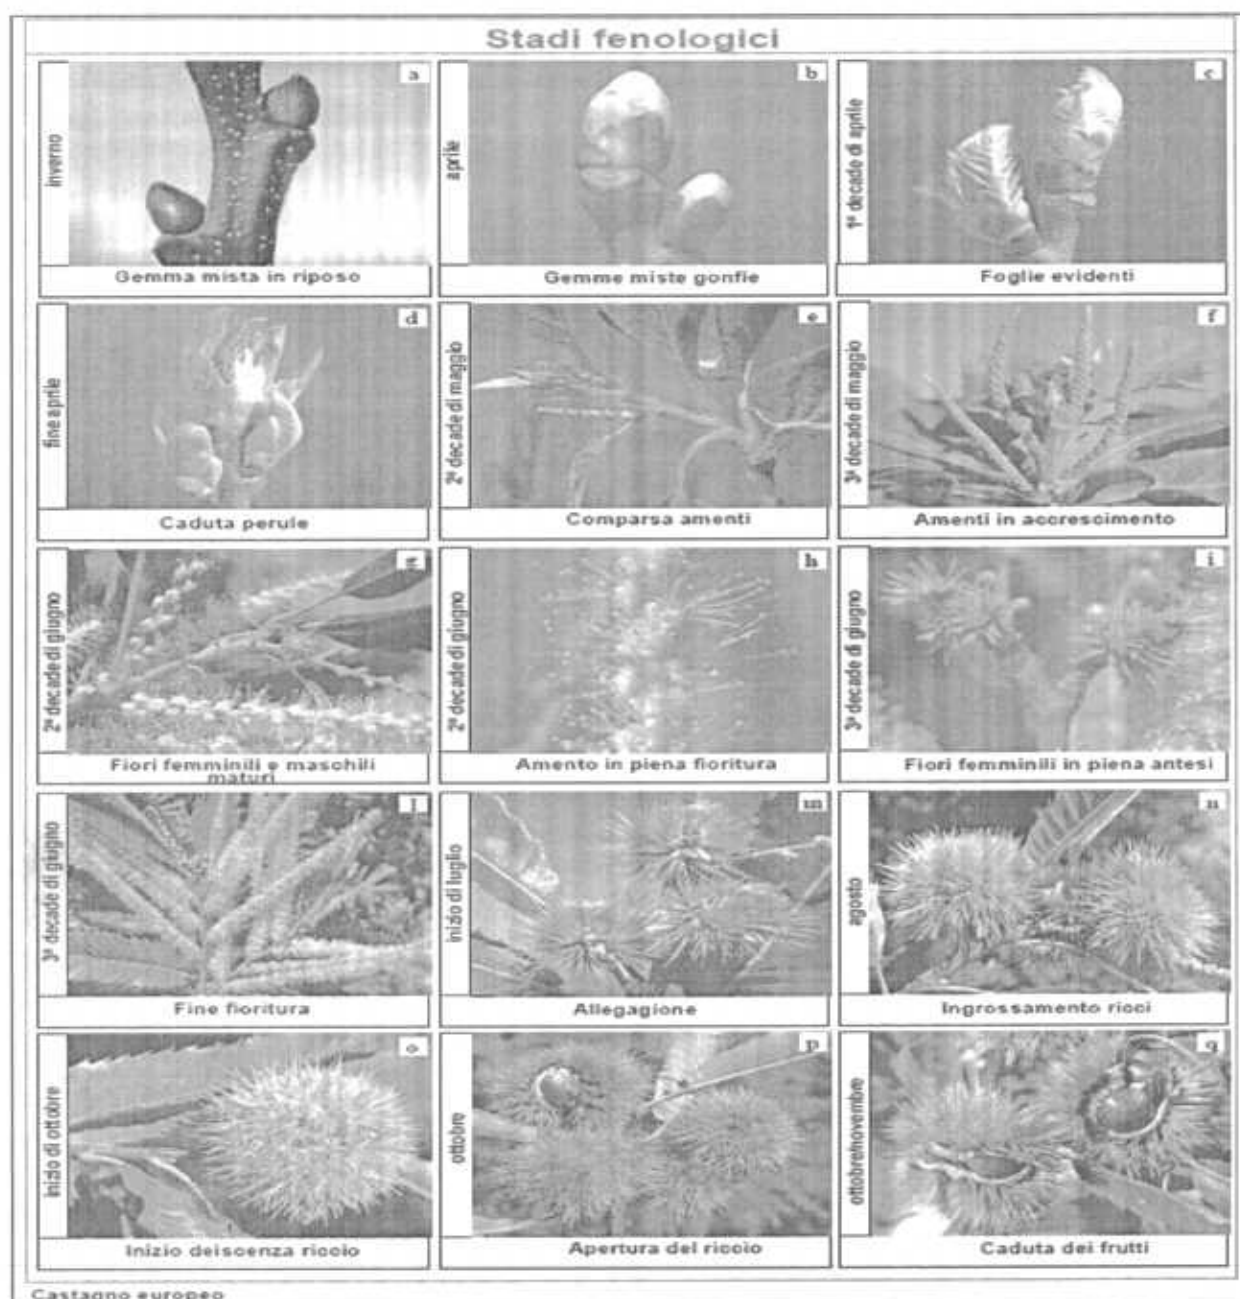 Stadi fenologici
a
inverno
Gemma mista in riposo
b
aprile
Gemme miste gonfie
c
1ª decade di aprile
Foglie evidenti
d
fine aprile
Caduta perule
e
2ª decade di maggio
Comparsa amenti
f
3ª decade di maggio
Amenti in accrescimento
g
2ª decade di giugno
Fiori femminili e maschili
maturi
h
2ª decade di giugno
Amento in piena fioritura
i
3ª decade di giugno
Fiori femminili in piena antesi
l
3ª decade di giugno
Fine fioritura
m
inizio di luglio
Allegagione
n
agosto
Ingrossamento ricci
o
inizio di ottobre
Inizio deiscenza riccio
p
ottobre
Apertura del riccio
q
ottobre/novembre
Caduta dei frutti
Castagno europeo